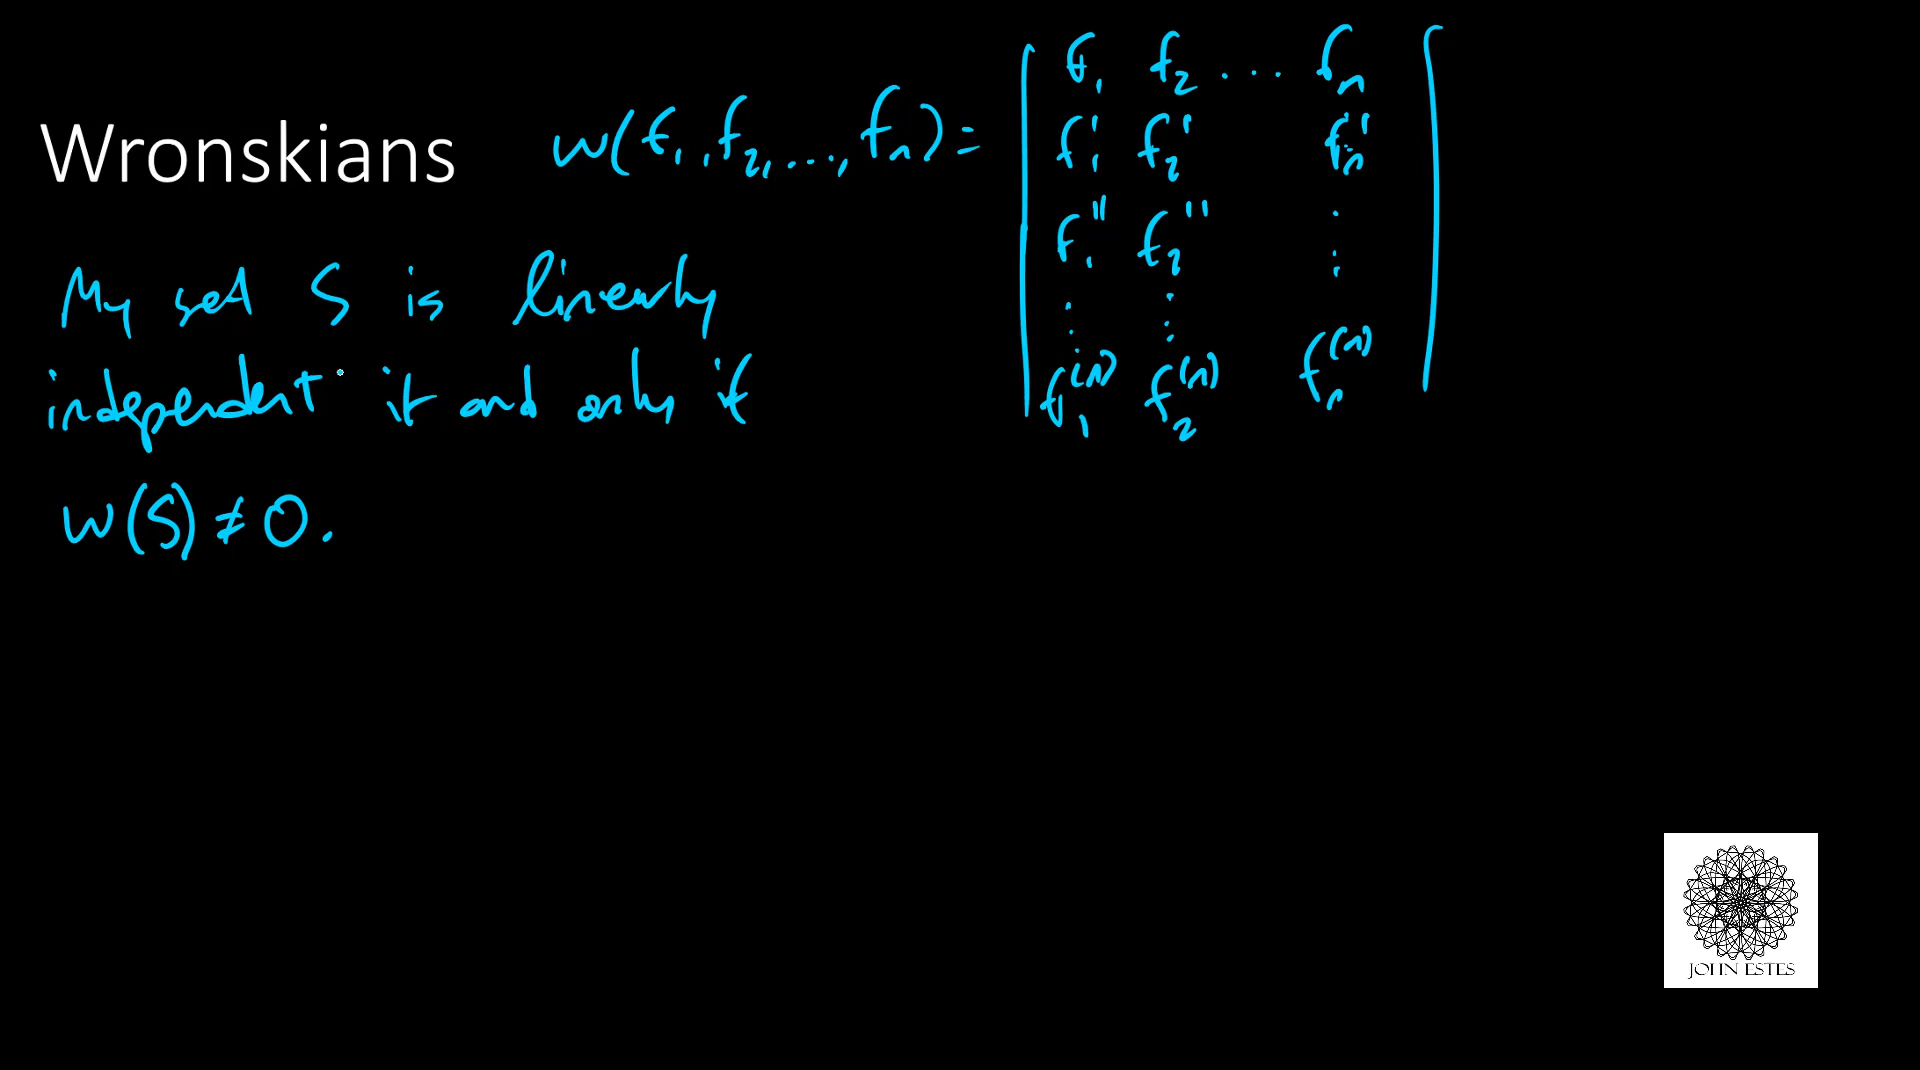 Wronskians
W(f₁, f₂, ..., fₙ) =
f₁ f₂ ... fₙ
f₁' f₂' fₙ'
f₁'' f₂'' ⋮
⋮ ⋮
f₁⁽ⁿ⁾ f₂⁽ⁿ⁾ fₙ⁽ⁿ⁾
My set S is linearly
independent if and only if
W(S) ≠ 0.
JOHN ESTES